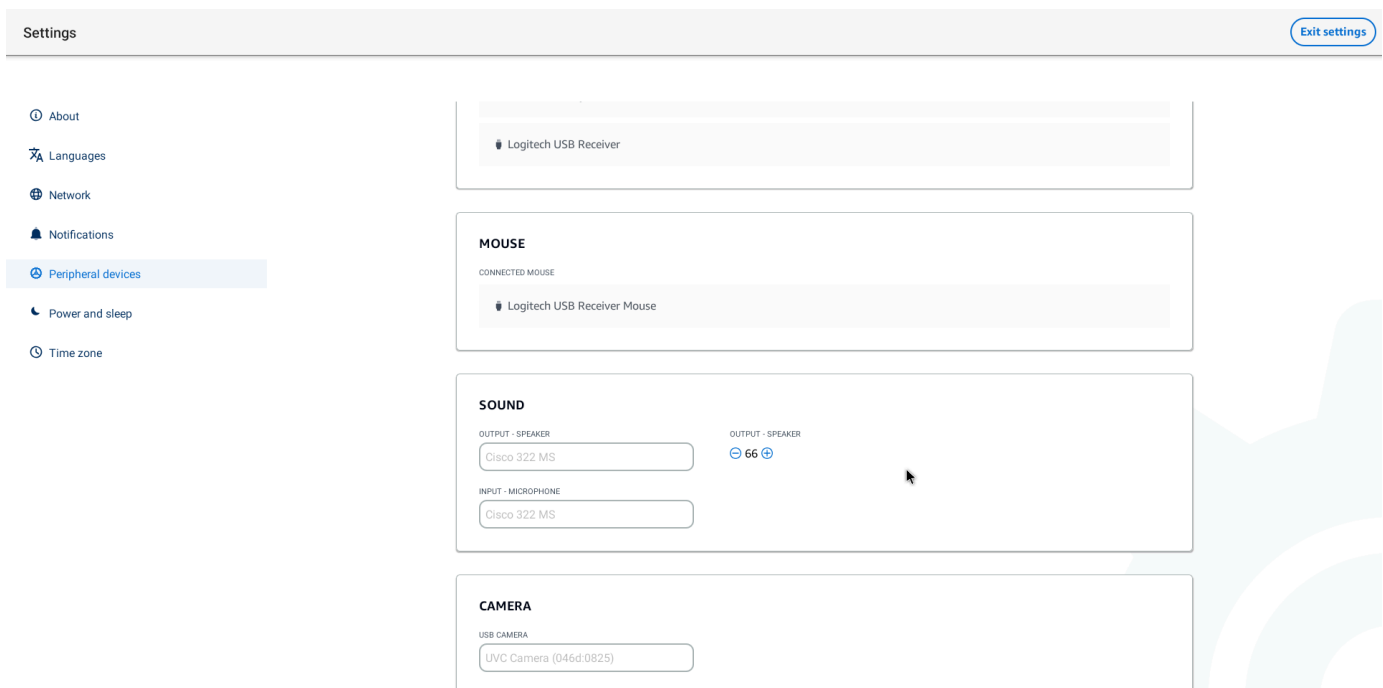 Settings
Exit settings
About
Languages
Network
Notifications
Peripheral devices
Power and sleep
Time zone
Logitech USB Receiver
MOUSE
CONNECTED MOUSE
Logitech USB Receiver Mouse
SOUND
OUTPUT - SPEAKER
Cisco 322 MS
OUTPUT - SPEAKER
66
INPUT - MICROPHONE
Cisco 322 MS
CAMERA
USB CAMERA
UVC Camera (046d:0825)